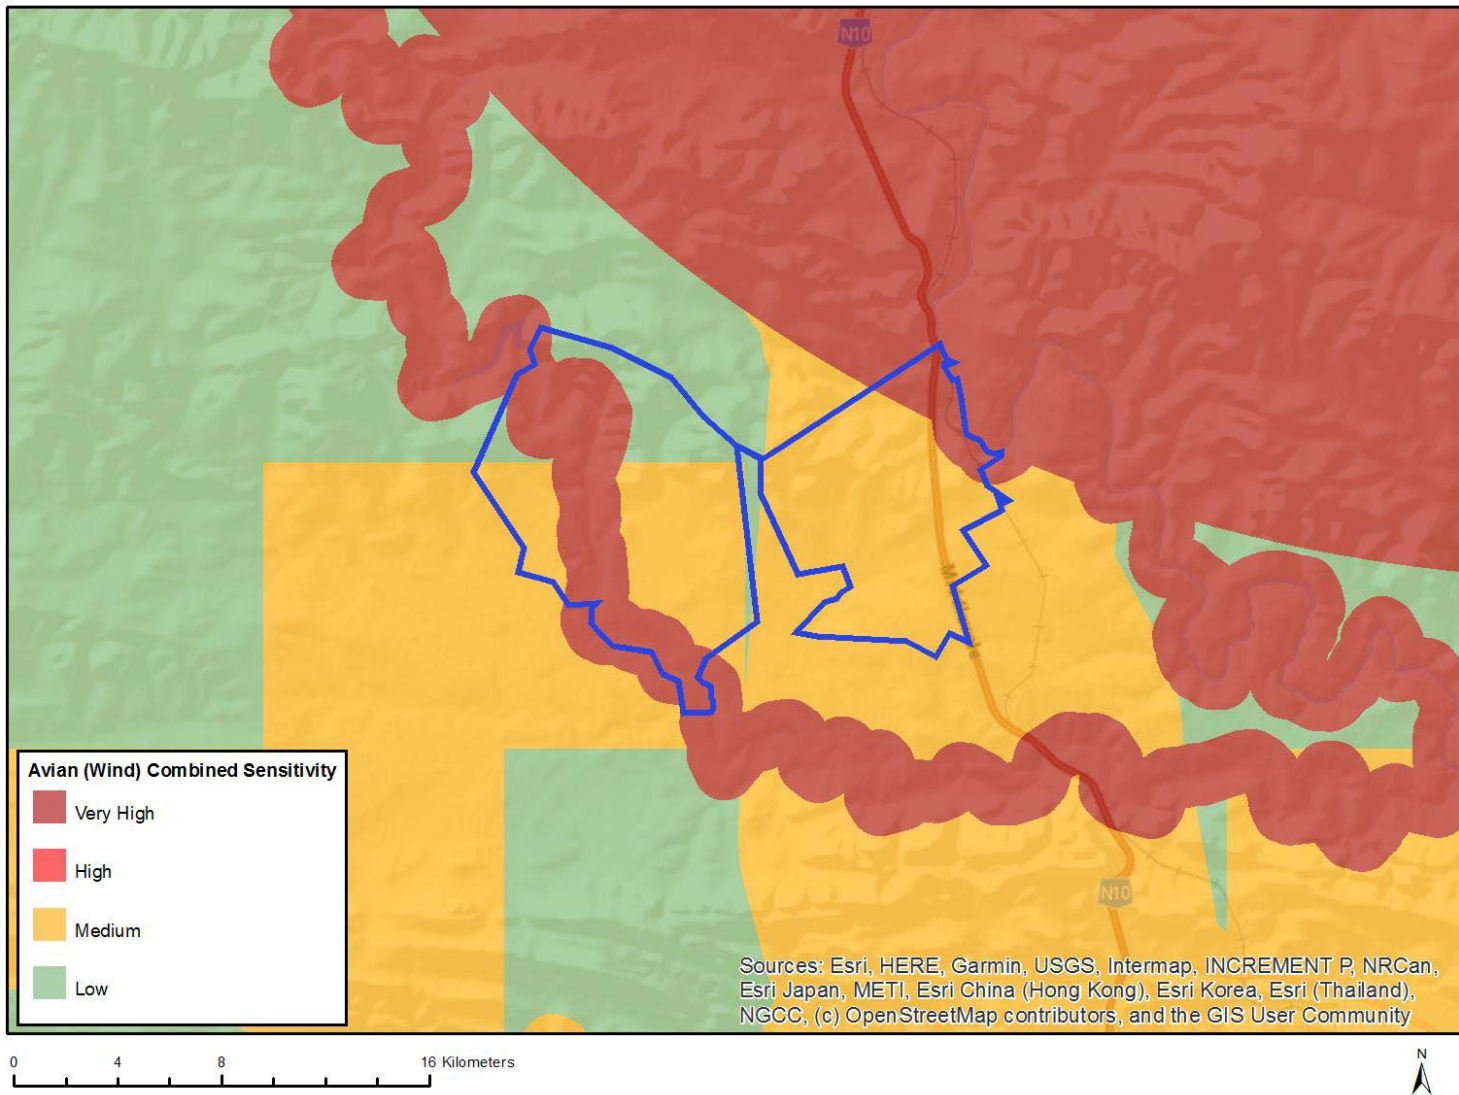 N10
N10
Avian (Wind) Combined Sensitivity
Very High
High
Medium
Low
Sources: Esri, HERE, Garmin, USGS, Intermap, INCREMENT P, NRCan,
Esri Japan, METI, Esri China (Hong Kong), Esri Korea, Esri (Thailand),
NGCC, (c) OpenStreetMap contributors, and the GIS User Community
0 4 8 16 Kilometers
N